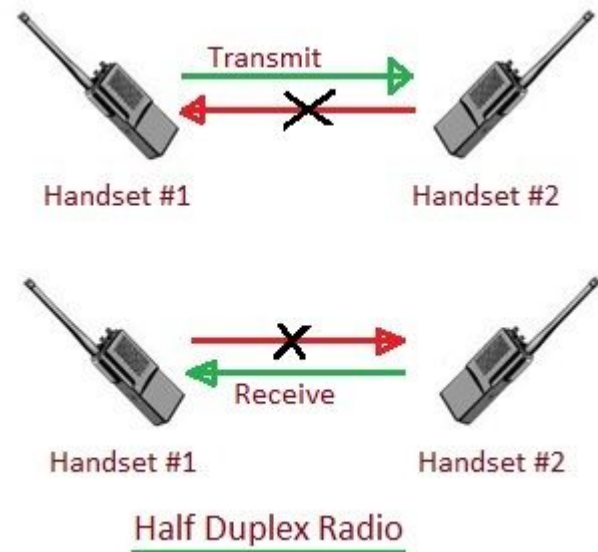 Transmit
Handset #1
Handset #2
Receive
Handset #1
Handset #2
Half Duplex Radio